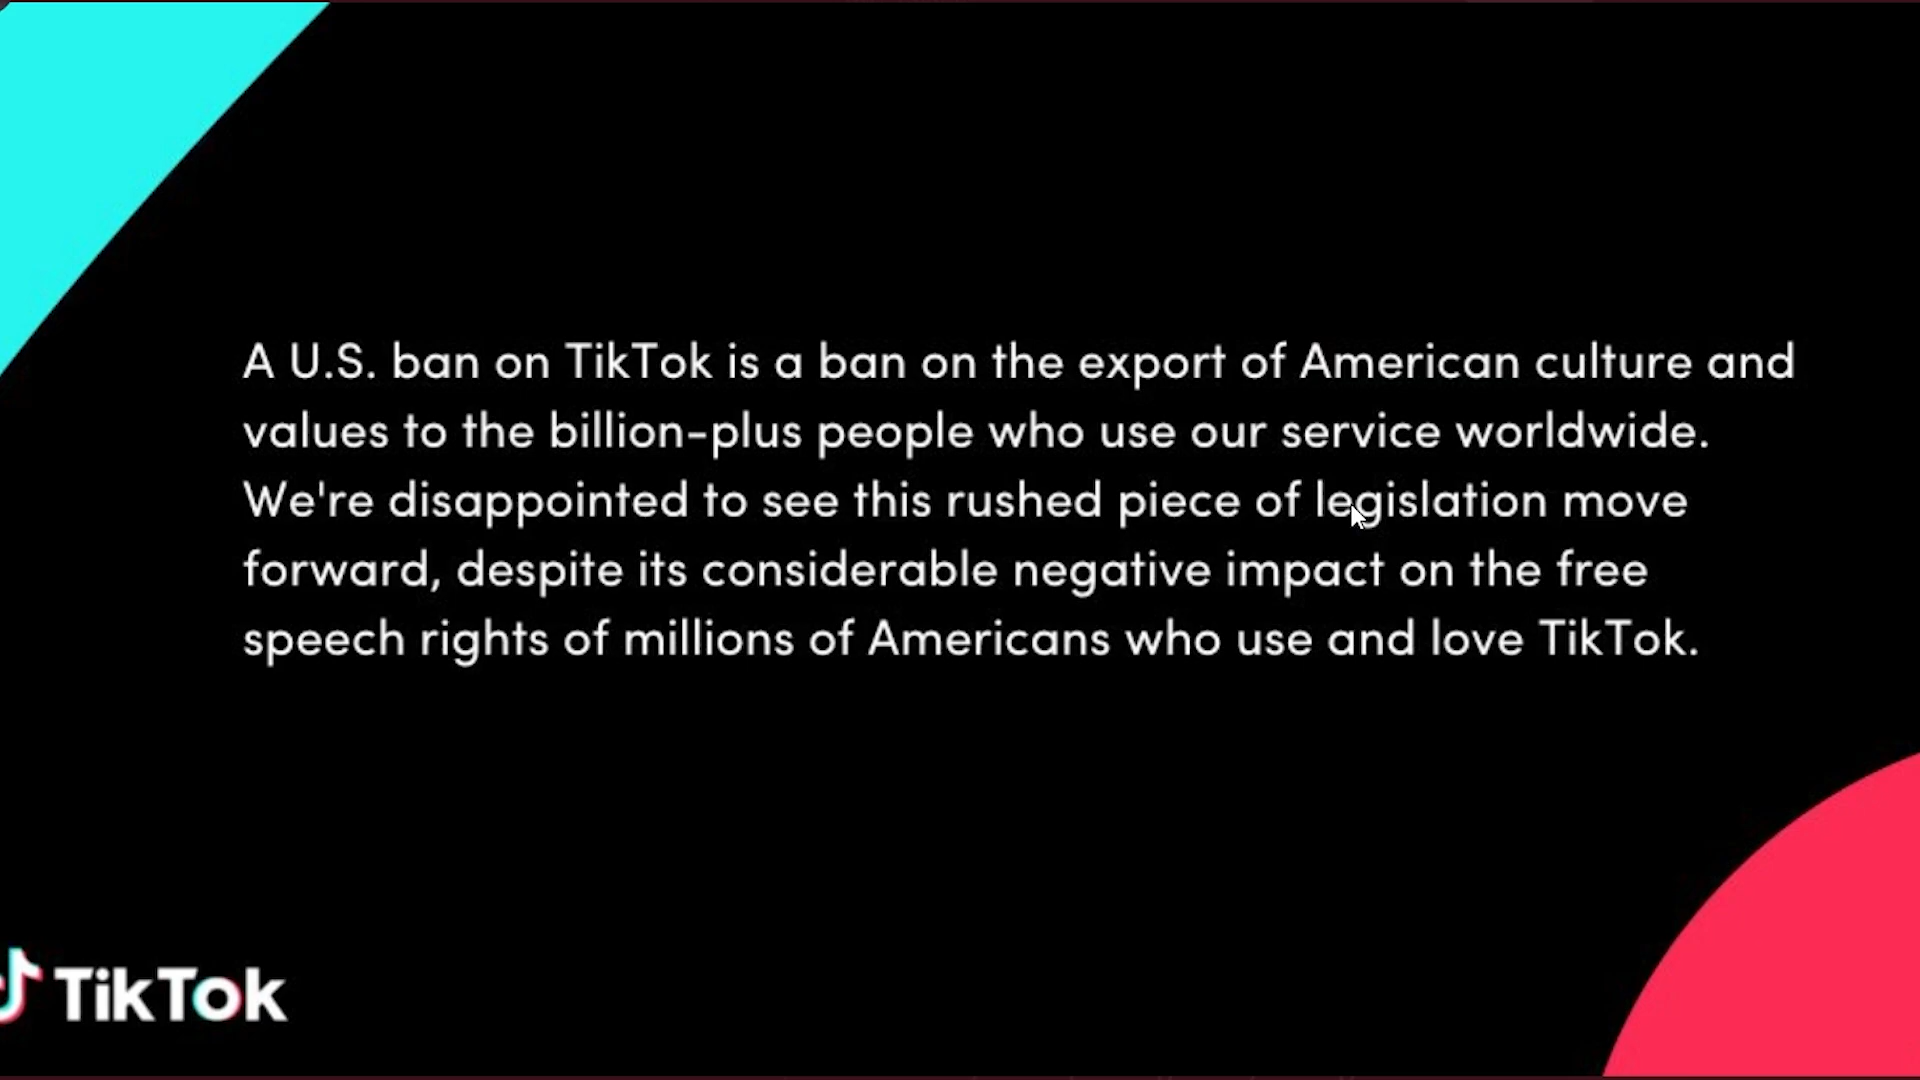 A U.S. ban on TikTok is a ban on the export of American culture and
values to the billion-plus people who use our service worldwide.
We're disappointed to see this rushed piece of legislation move
forward, despite its considerable negative impact on the free
speech rights of millions of Americans who use and love TikTok.
TikTok